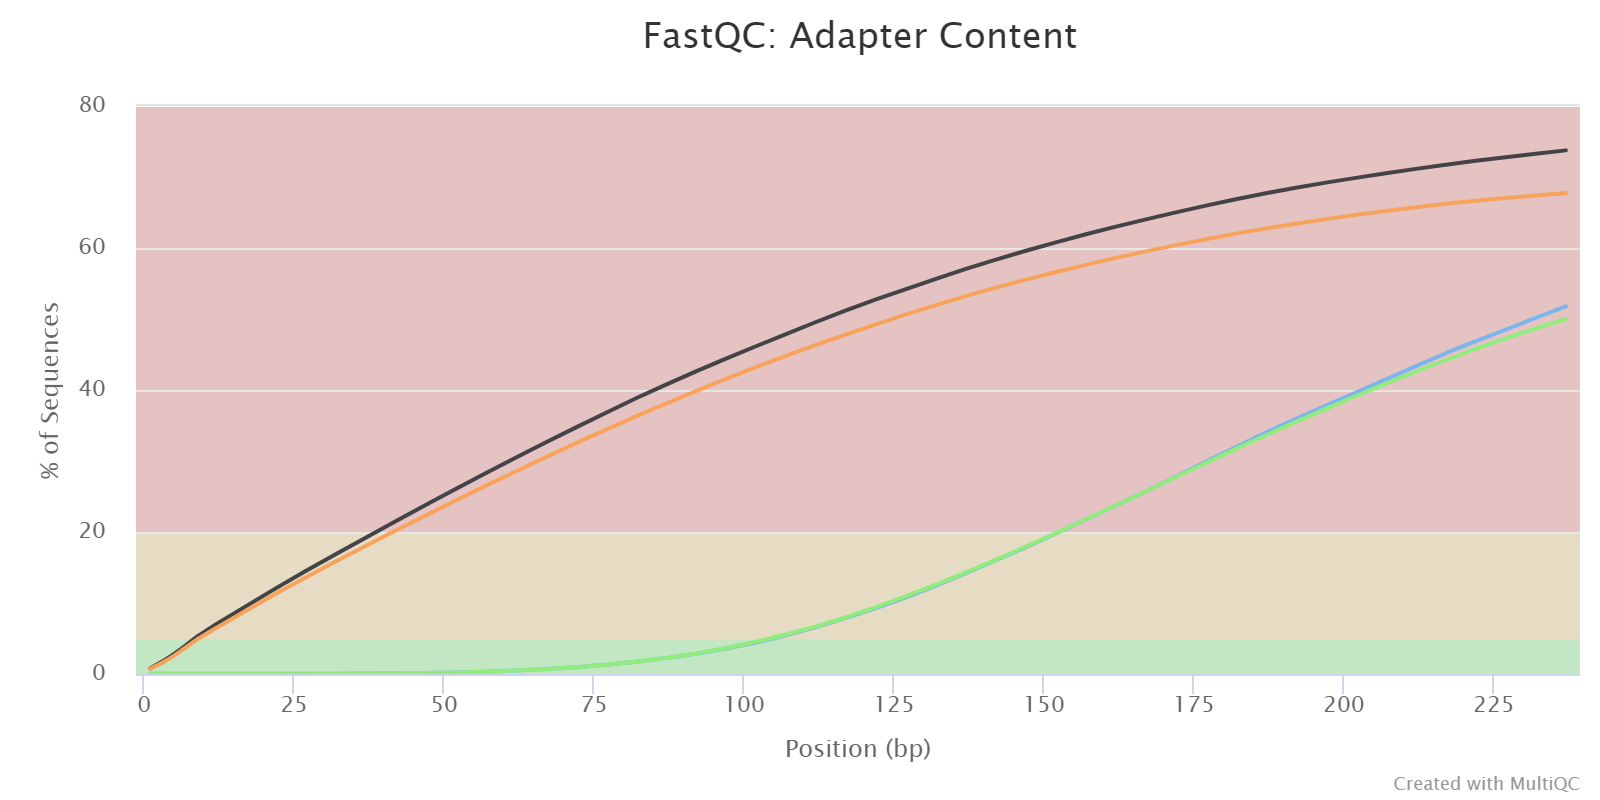 FastQC: Adapter Content
80
60
40
20
0
% of Sequences
0 25 50 75 100 125 150 175 200 225
Position (bp)
Created with MultiQC